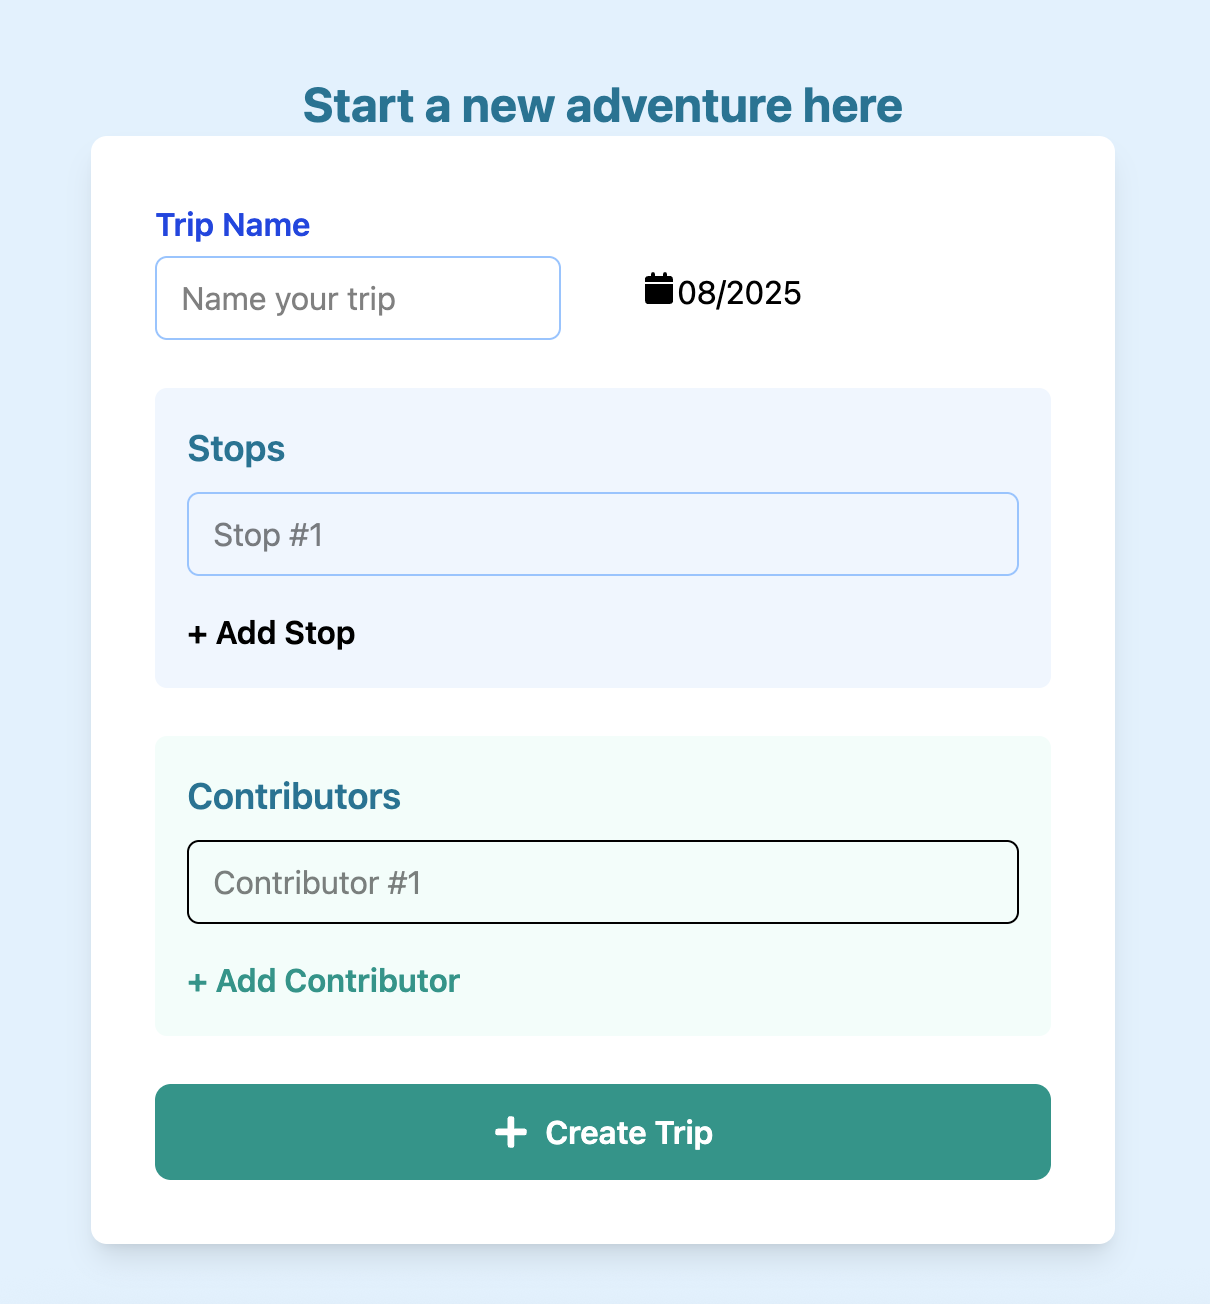 Start a new adventure here
Trip Name
Name your trip
08/2025
Stops
Stop #1
+ Add Stop
Contributors
Contributor #1
+ Add Contributor
+ Create Trip